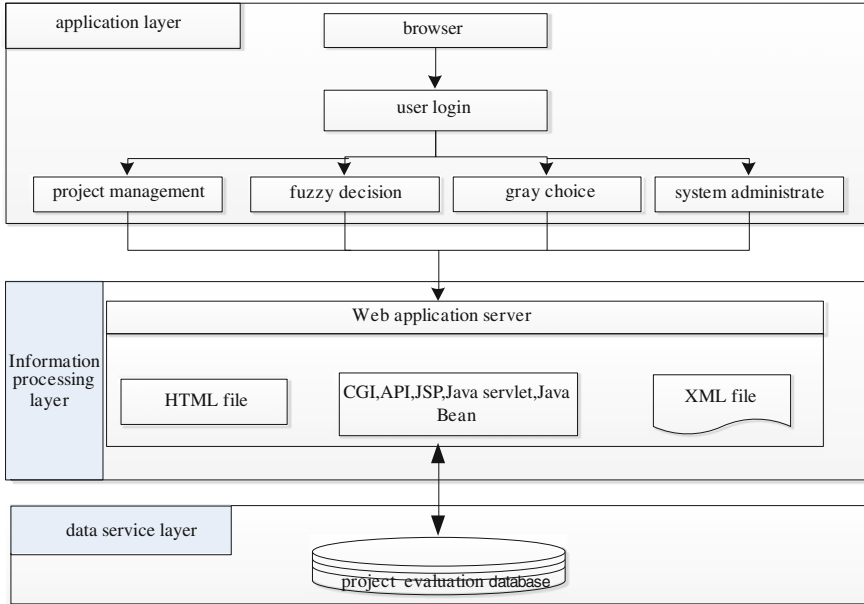 application layer
browser
user login
project management
fuzzy decision
gray choice
system administrate
Web application server
Information
processing
layer
HTML file
CGI,API,JSP,Java servlet,Java
Bean
XML file
data service layer
project evaluation database